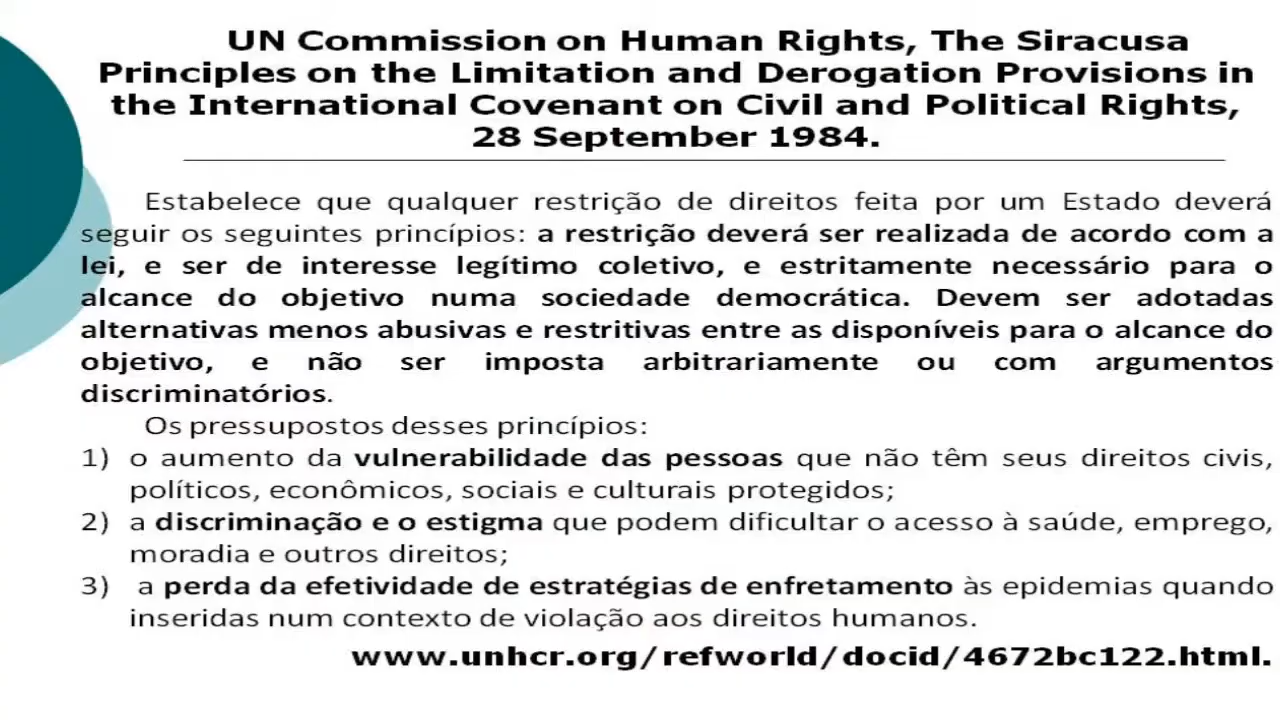 UN Commission on Human Rights, The Siracusa
Principles on the Limitation and Derogation Provisions in
the International Covenant on Civil and Political Rights,
28 September 1984.
Estabelece que qualquer restrição de direitos feita por um Estado deverá
seguir os seguintes princípios: a restrição deverá ser realizada de acordo com a
lei, e ser de interesse legítimo coletivo, e estritamente necessário para o
alcance do objetivo numa sociedade democrática. Devem ser adotadas
alternativas menos abusivas e restritivas entre as disponíveis para o alcance do
objetivo, e não ser imposta arbitrariamente ou com argumentos
discriminatórios.
Os pressupostos desses princípios:
1) o aumento da vulnerabilidade das pessoas que não têm seus direitos civis,
políticos, econômicos, sociais e culturais protegidos;
2) a discriminação e o estigma que podem dificultar o acesso à saúde, emprego,
moradia e outros direitos;
3) a perda da efetividade de estratégias de enfretamento às epidemias quando
inseridas num contexto de violação aos direitos humanos.
www.unhcr.org/refworld/docid/4672bc122.html.